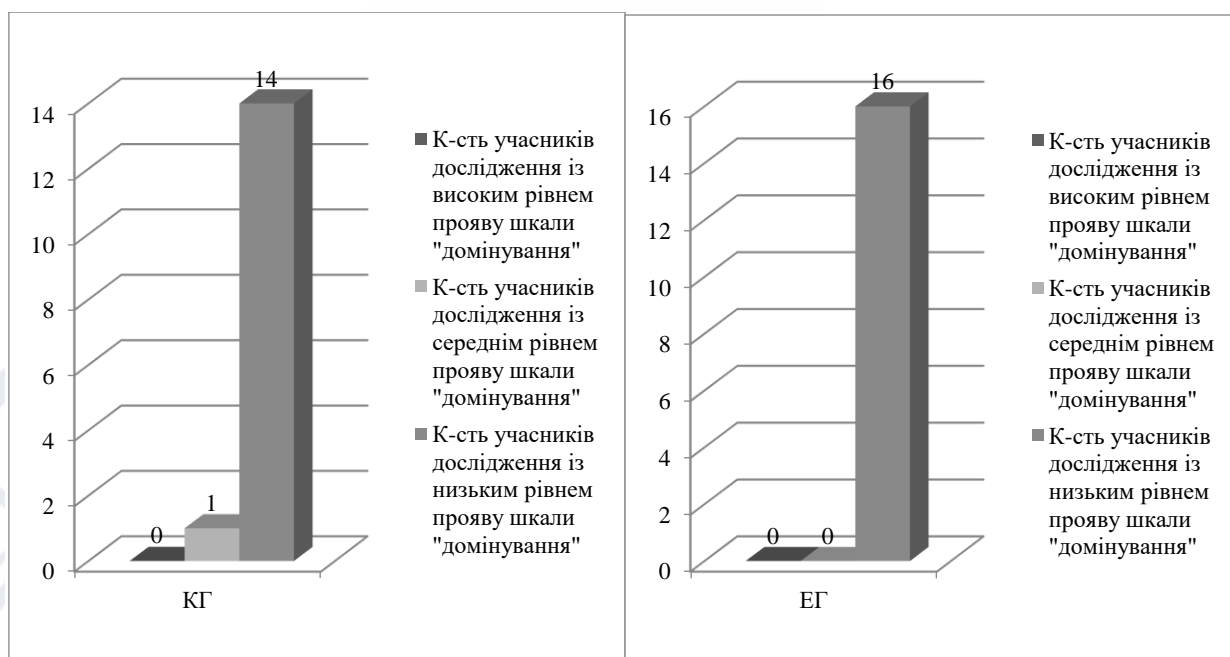 14
14
12
10
8
6
4
2
0
0
1
КГ
К-сть учасників
дослідження із
високим рівнем
прояву шкали
"домінування"
К-сть учасників
дослідження із
середнім рівнем
прояву шкали
"домінування"
К-сть учасників
дослідження із
низьким рівнем
прояву шкали
"домінування"
16
16
14
12
10
8
6
4
2
0
0
0
ЕГ
К-сть учасників
дослідження із
високим рівнем
прояву шкали
"домінування"
К-сть учасників
дослідження із
середнім рівнем
прояву шкали
"домінування"
К-сть учасників
дослідження із
низьким рівнем
прояву шкали
"домінування"